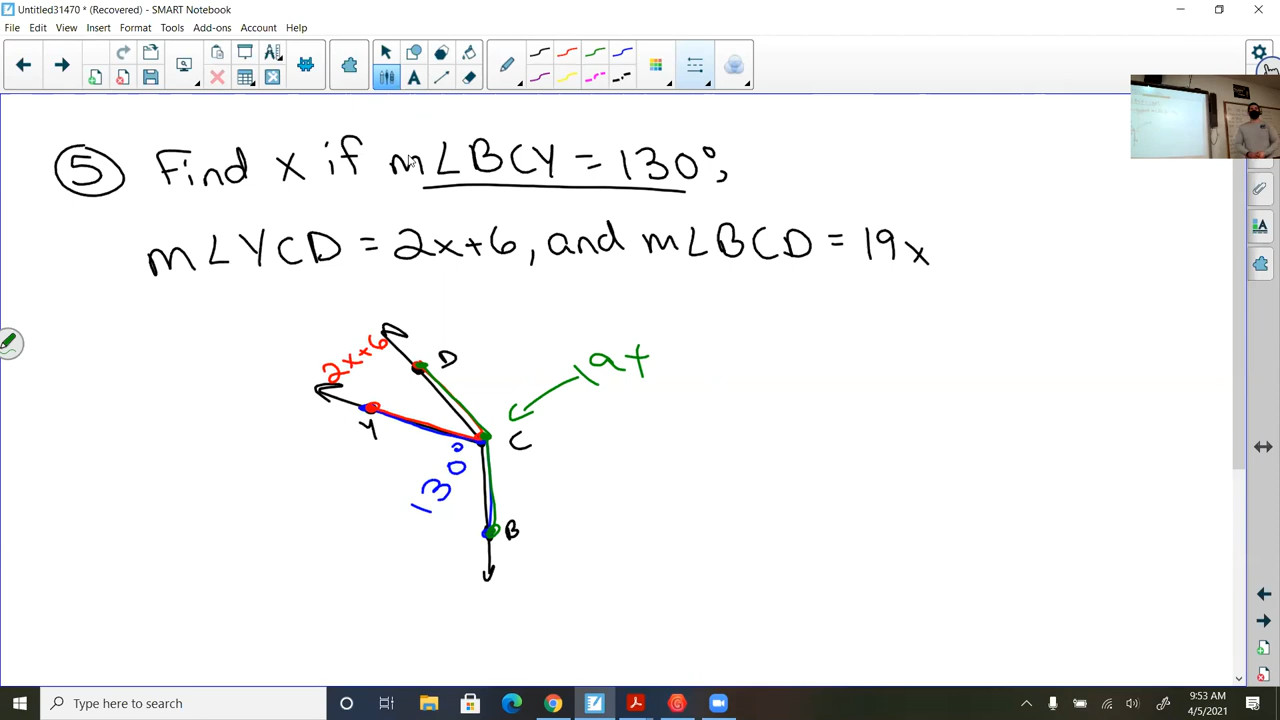 Untitled31470 * (Recovered) - SMART Notebook
File Edit View Insert Format Tools Add-ons Account Help
⑤ Find x if m∠BCY = 130°,
m∠YCD = 2x+6, and m∠BCD = 19x
2x+6
D
Y
C
19x
130°
B
Type here to search
9:53 AM
4/5/2021